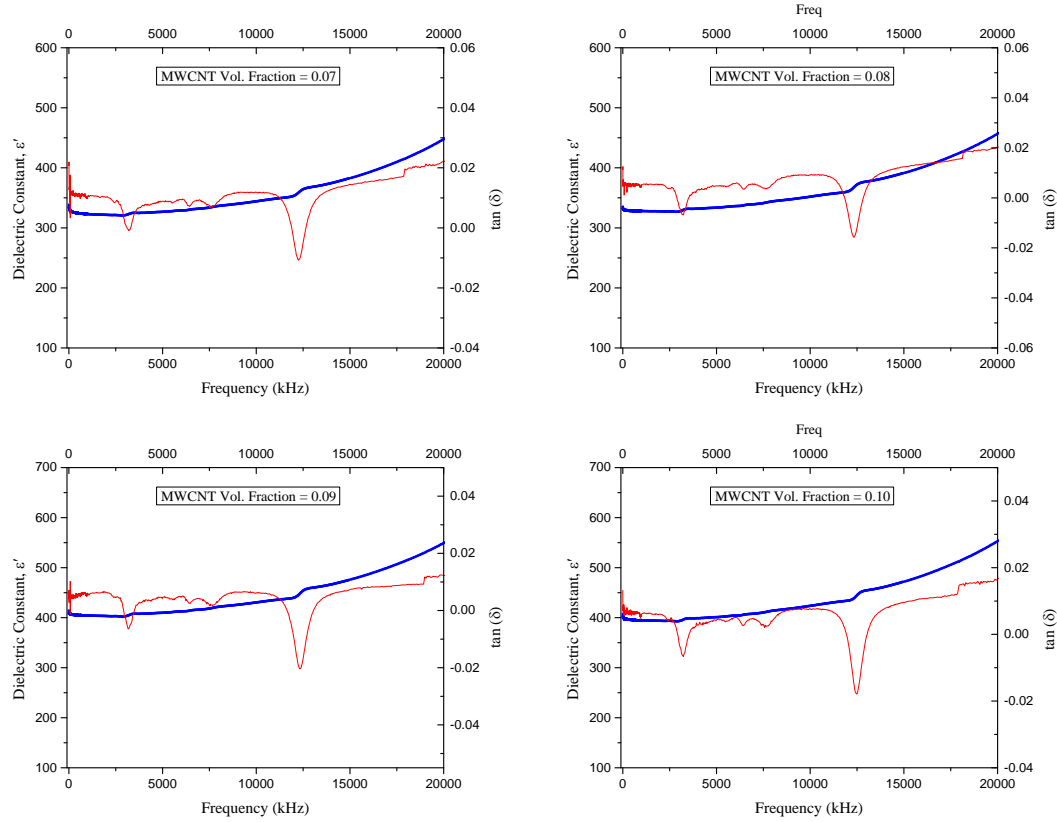 Freq
0 5000 10000 15000 20000
0 5000 10000 15000 20000
600
500
400
300
200
100
0.06
0.04
0.02
0.00
-0.02
-0.04
MWCNT Vol. Fraction = 0.07
Dielectric Constant, ε′
tan (δ)
0 5000 10000 15000 20000
Frequency (kHz)
600
500
400
300
200
100
0.06
0.04
0.02
0.00
-0.02
-0.04
-0.06
MWCNT Vol. Fraction = 0.08
Dielectric Constant, ε′
tan (δ)
0 5000 10000 15000 20000
Frequency (kHz)
0 5000 10000 15000 20000
700
600
500
400
300
200
100
0.04
0.02
0.00
-0.02
-0.04
MWCNT Vol. Fraction = 0.09
Dielectric Constant, ε′
tan (δ)
0 5000 10000 15000 20000
Frequency (kHz)
Freq
0 5000 10000 15000 20000
700
600
500
400
300
200
100
0.04
0.02
0.00
-0.02
-0.04
MWCNT Vol. Fraction = 0.10
Dielectric Constant, ε′
tan (δ)
0 5000 10000 15000 20000
Frequency (kHz)